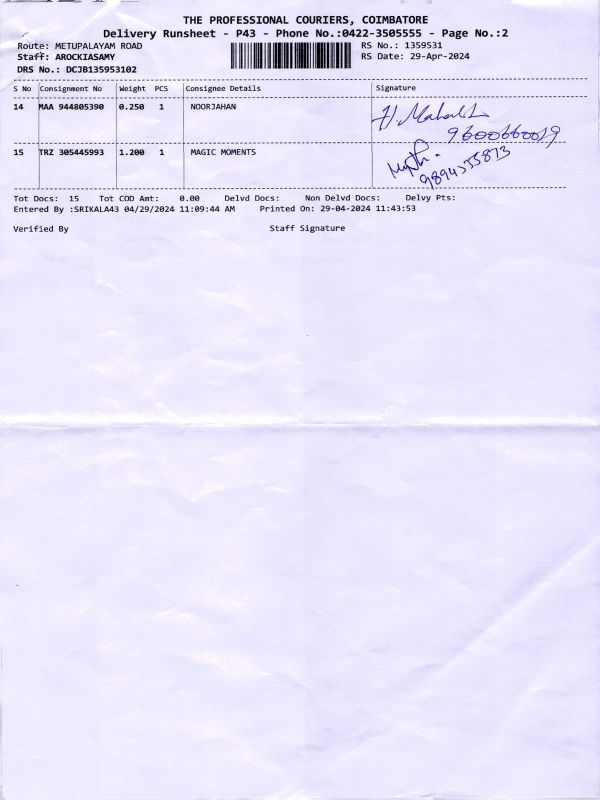 THE PROFESSIONAL COURIERS, COIMBATORE
Delivery Runsheet - P43 - Phone No.:0422-3505555 - Page No.:2
Route: METUPALAYAM ROAD RS No.: 1359531
Staff: AROCKIASAMY RS Date: 29-Apr-2024
DRS No.: DCJB135953102
S No Consignment No Weight PCS Consignee Details Signature
14 MAA 944805390 0.250 1 NOORJAHAN
9600660019
15 TRZ 305445993 1.200 1 MAGIC MOMENTS
Tot Docs: 15 Tot COD Amt: 0.00 Delvd Docs: Non Delvd Docs: Delvy Pts:
Entered By :SRIKALA43 04/29/2024 11:09:44 AM Printed On: 29-04-2024 11:43:53
Verified By Staff Signature